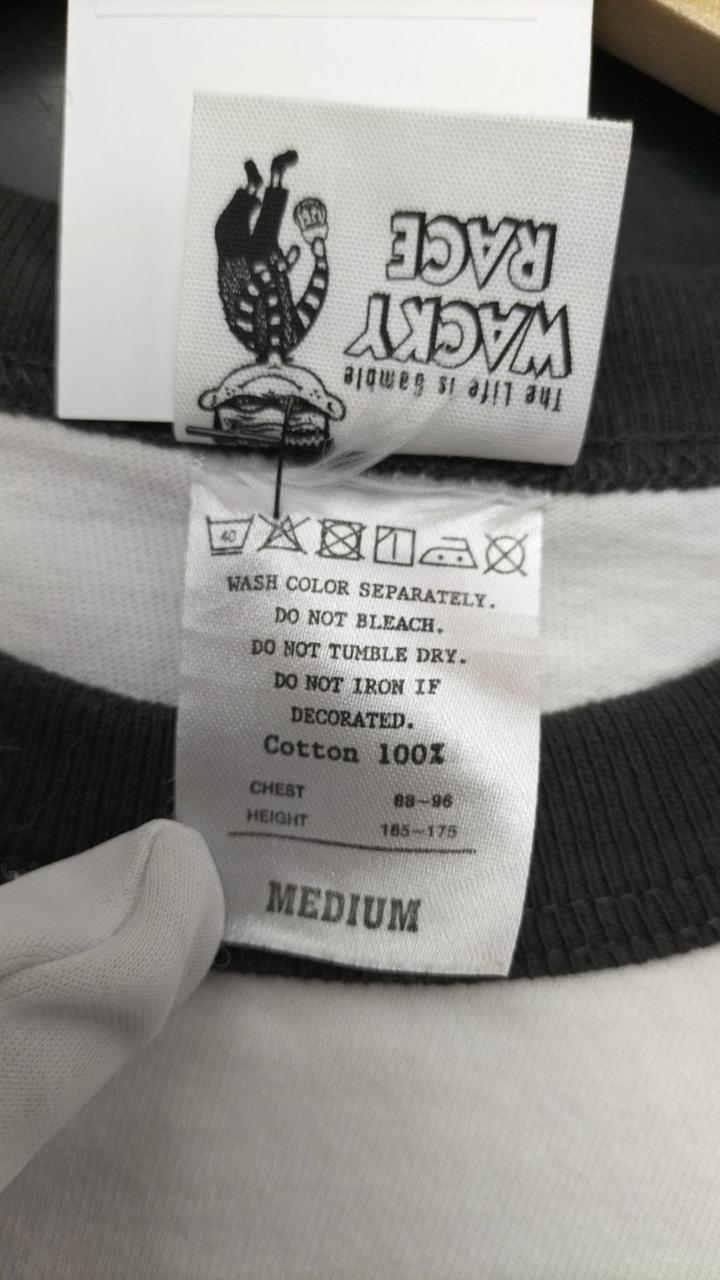 The Life is Gamble
WACKY
RACE
40
WASH COLOR SEPARATELY.
DO NOT BLEACH.
DO NOT TUMBLE DRY.
DO NOT IRON IF
DECORATED.
Cotton 100%
CHEST 88-96
HEIGHT 165-175
MEDIUM